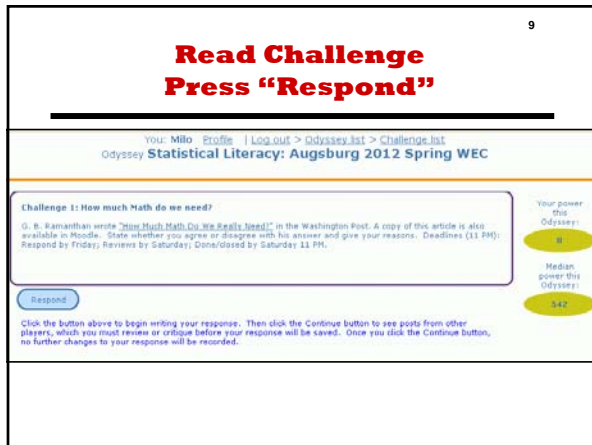 9
Read Challenge
Press “Respond”
You: Milo Profile | Log out > Odyssey list > Challenge list
Odyssey Statistical Literacy: Augsburg 2012 Spring WEC
Challenge 1: How much Math do we need?
G. B. Ramanthan wrote "How Much Math Do We Really Need?" in the Washington Post. A copy of this article is also
available in Moodle. State whether you agree or disagree with his answer and give your reasons. Deadlines (11 PM):
Respond by Friday; Reviews by Saturday; Done/closed by Saturday 11 PM.
Your power
this
Odyssey:
0
Median
power this
Odyssey:
542
Respond
Click the button above to begin writing your response. Then click the Continue button to see posts from other
players, which you must review or critique before your response will be saved. Once you click the Continue button,
no further changes to your response will be recorded.